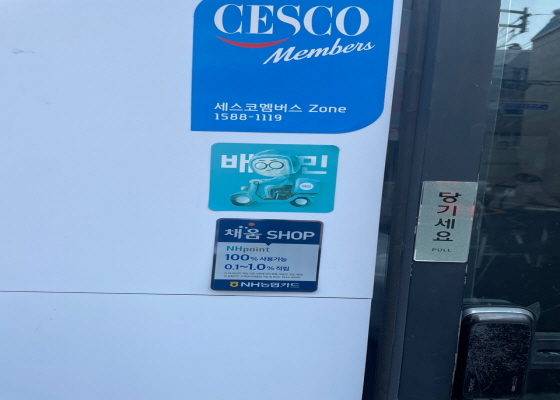 CESCO
Members
세스코멤버스 Zone
1588-1119
배 민
채움 SHOP
NHpoint
100% 사용가능
0.1~1.0% 적립
NH농협카드
당기세요
PULL